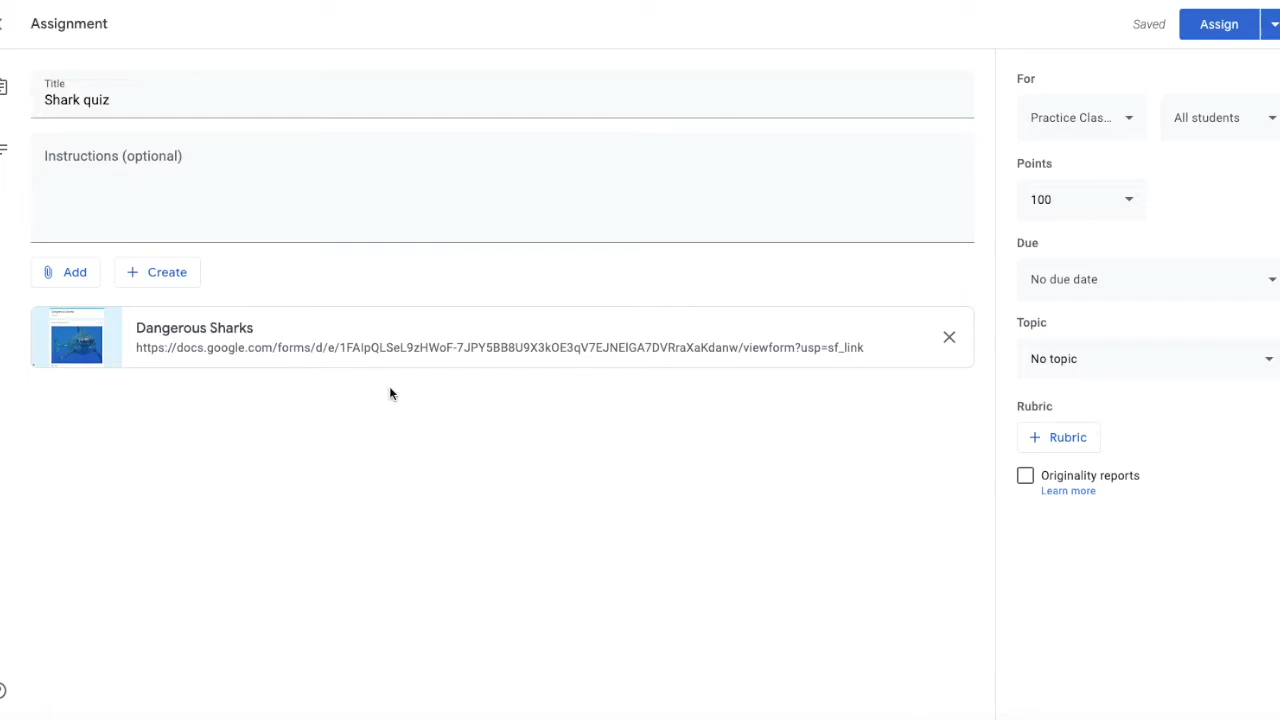 Assignment
Saved
Assign
Title
Shark quiz
Instructions (optional)
Add
Create
Dangerous Sharks
https://docs.google.com/forms/d/e/1FAIpQLSeL9zHWoF-7JPY5BB8U9X3kOE3qV7EJNEIGA7DVRraXaKdanw/viewform?usp=sf_link
For
Practice Clas...
All students
Points
100
Due
No due date
Topic
No topic
Rubric
Rubric
Originality reports
Learn more